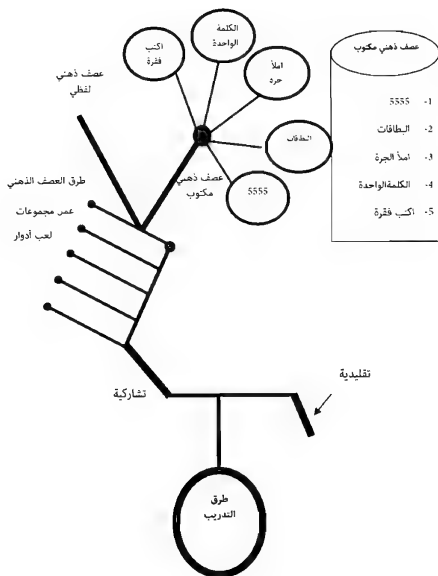 الكلمة
الواحدة
اكتب
فقرة
املأ
جرد
البطاقات
5555
عصف ذهني
لفظي
عصف ذهني
مكتوب
عصف ذهني مكتوب
1- 5555
2- البطاقات
3- املأ الجرة
4- الكلمةالواحدة
5- اكتب فقرة
طرق العصف الذهني
عمر مجموعات
لعب أدوار
تشاركية
تقليدية
طرق
التدريب